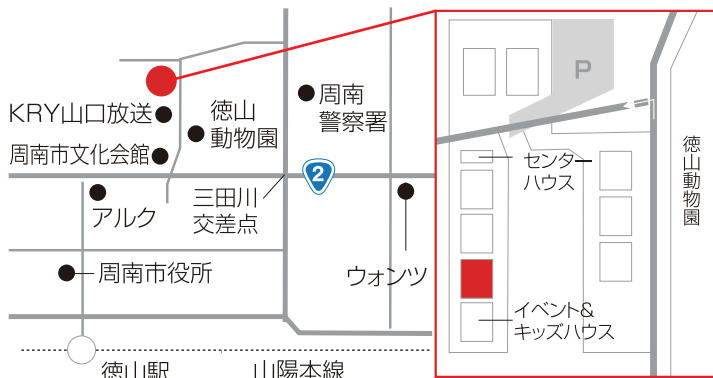 KRY山口放送
周南市文化会館
徳山
動物園
周南
警察署
2
三田川
交差点
アルク
周南市役所
ウォンツ
徳山駅
山陽本線
P
センター
ハウス
徳山動物園
イベント&
キッズハウス